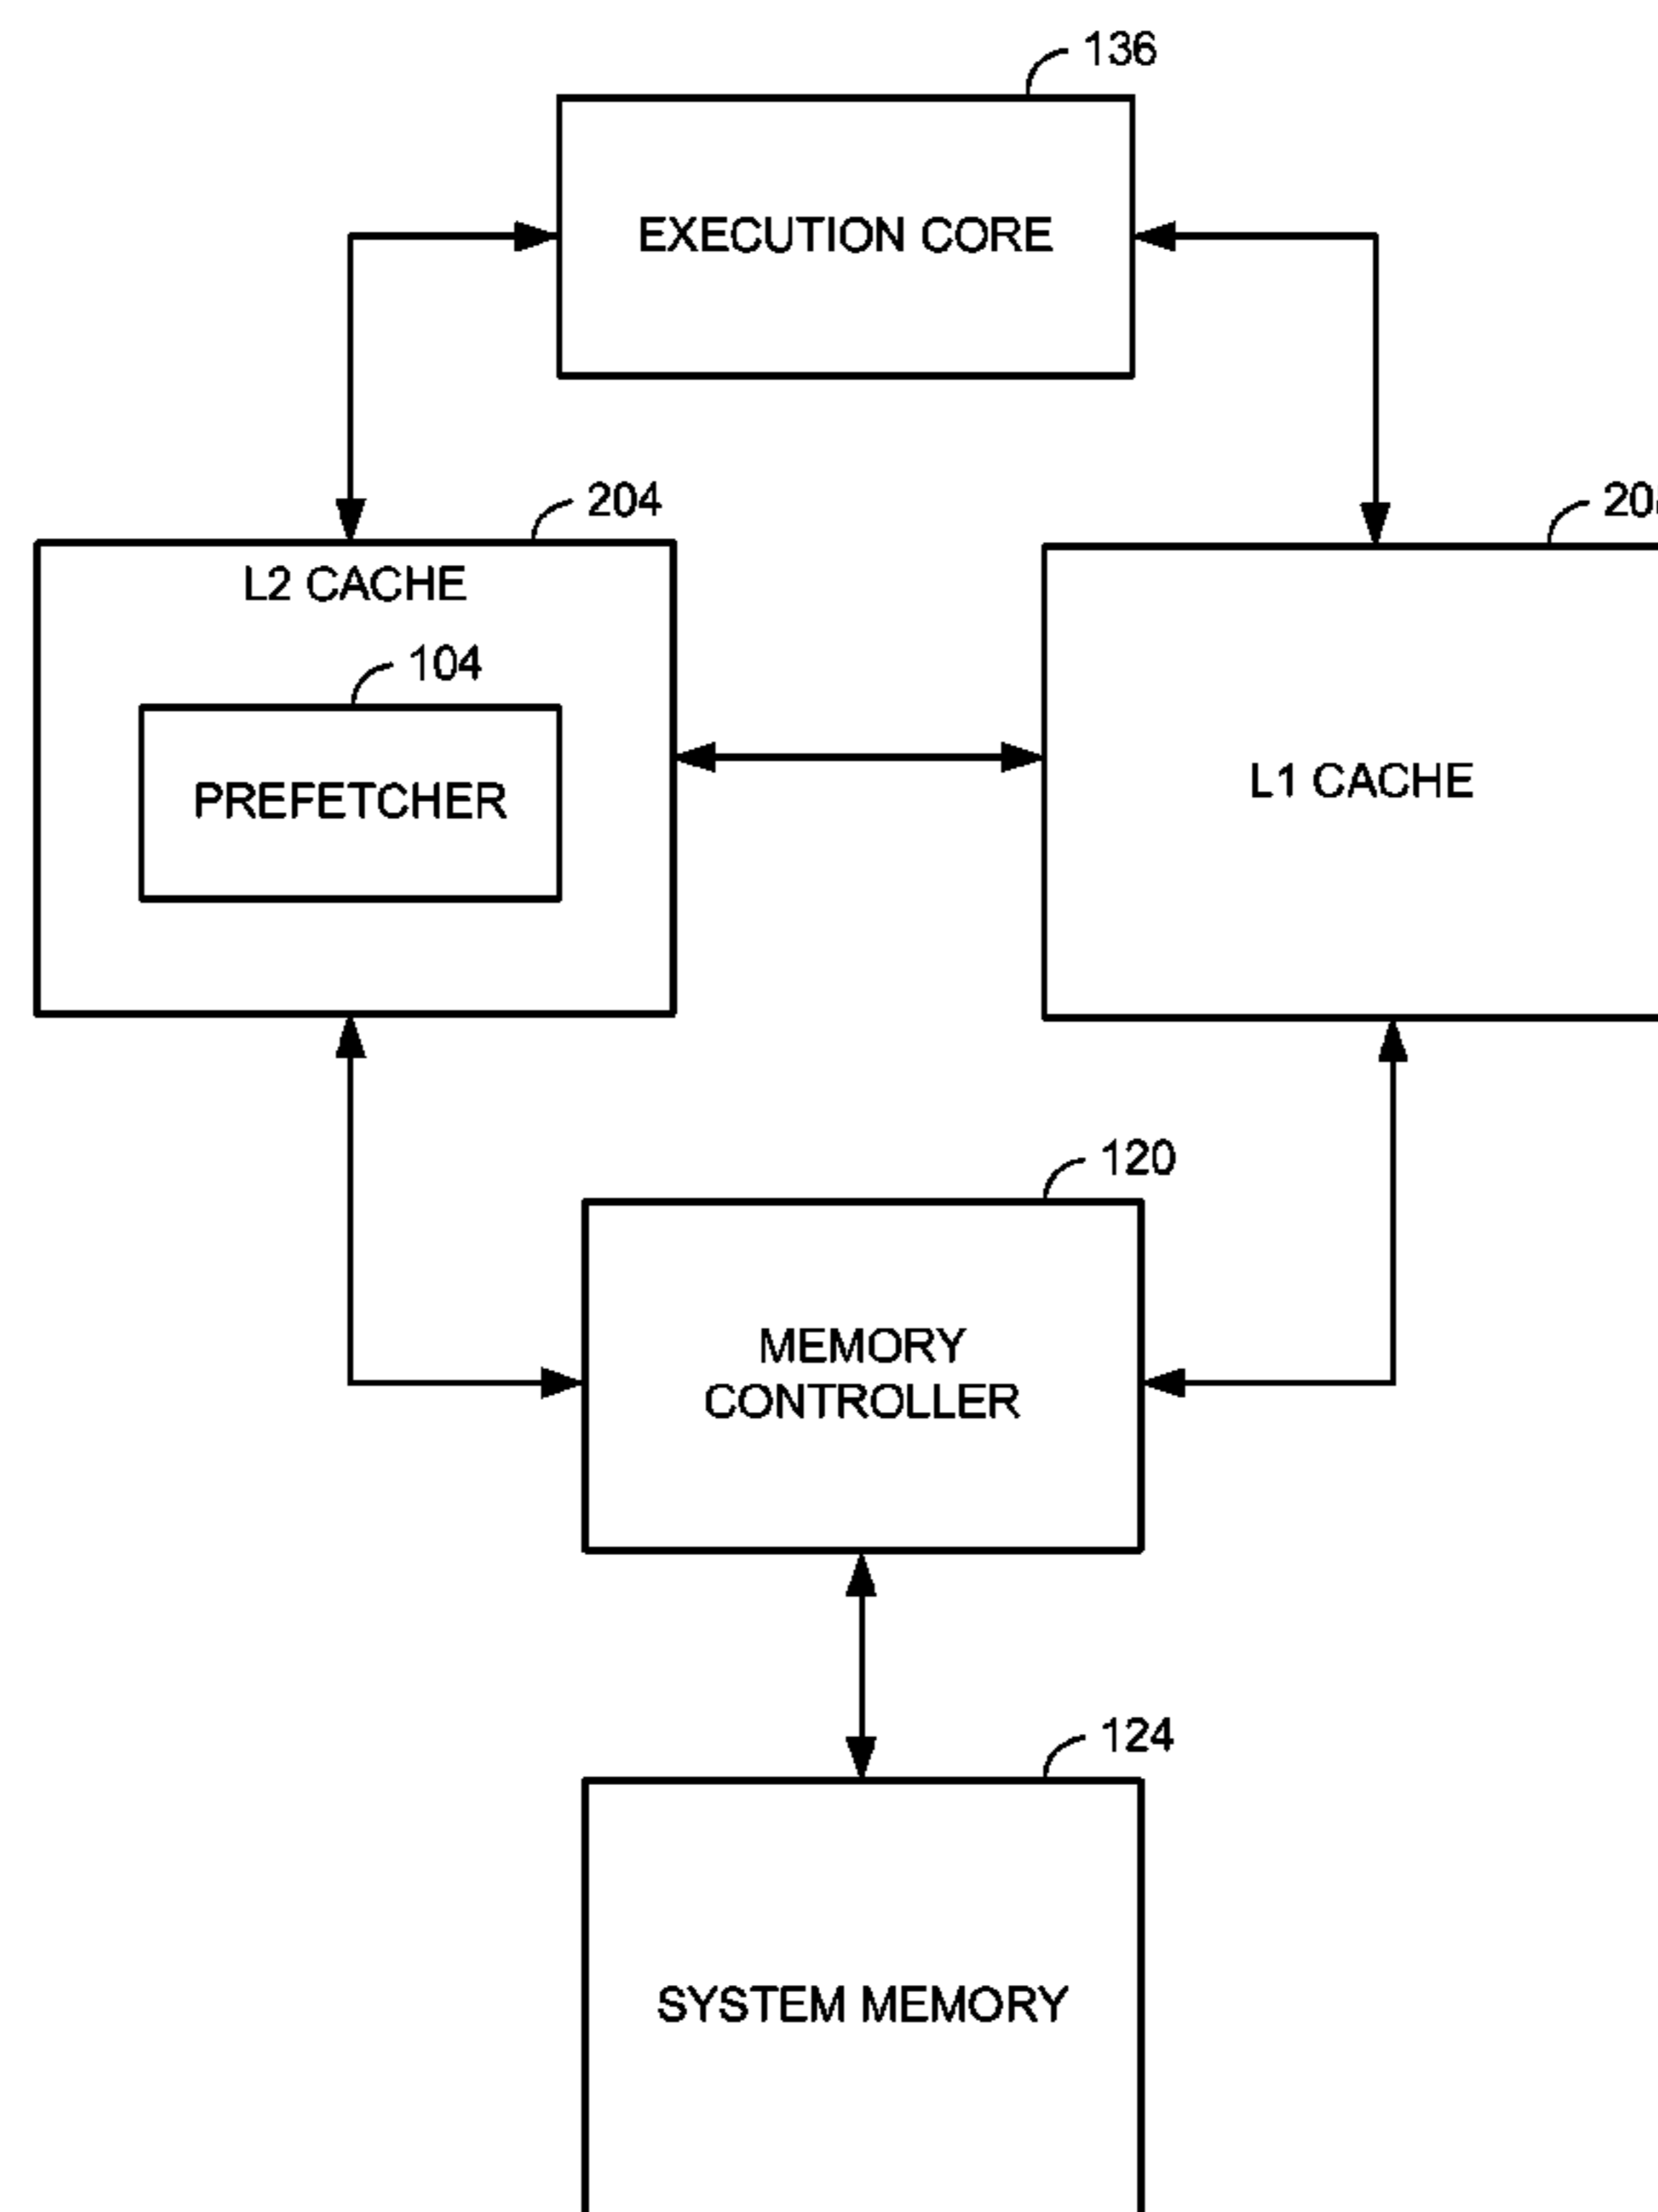 136
EXECUTION CORE
204
L2 CACHE
104
PREFETCHER
L1 CACHE
120
MEMORY
CONTROLLER
124
SYSTEM MEMORY